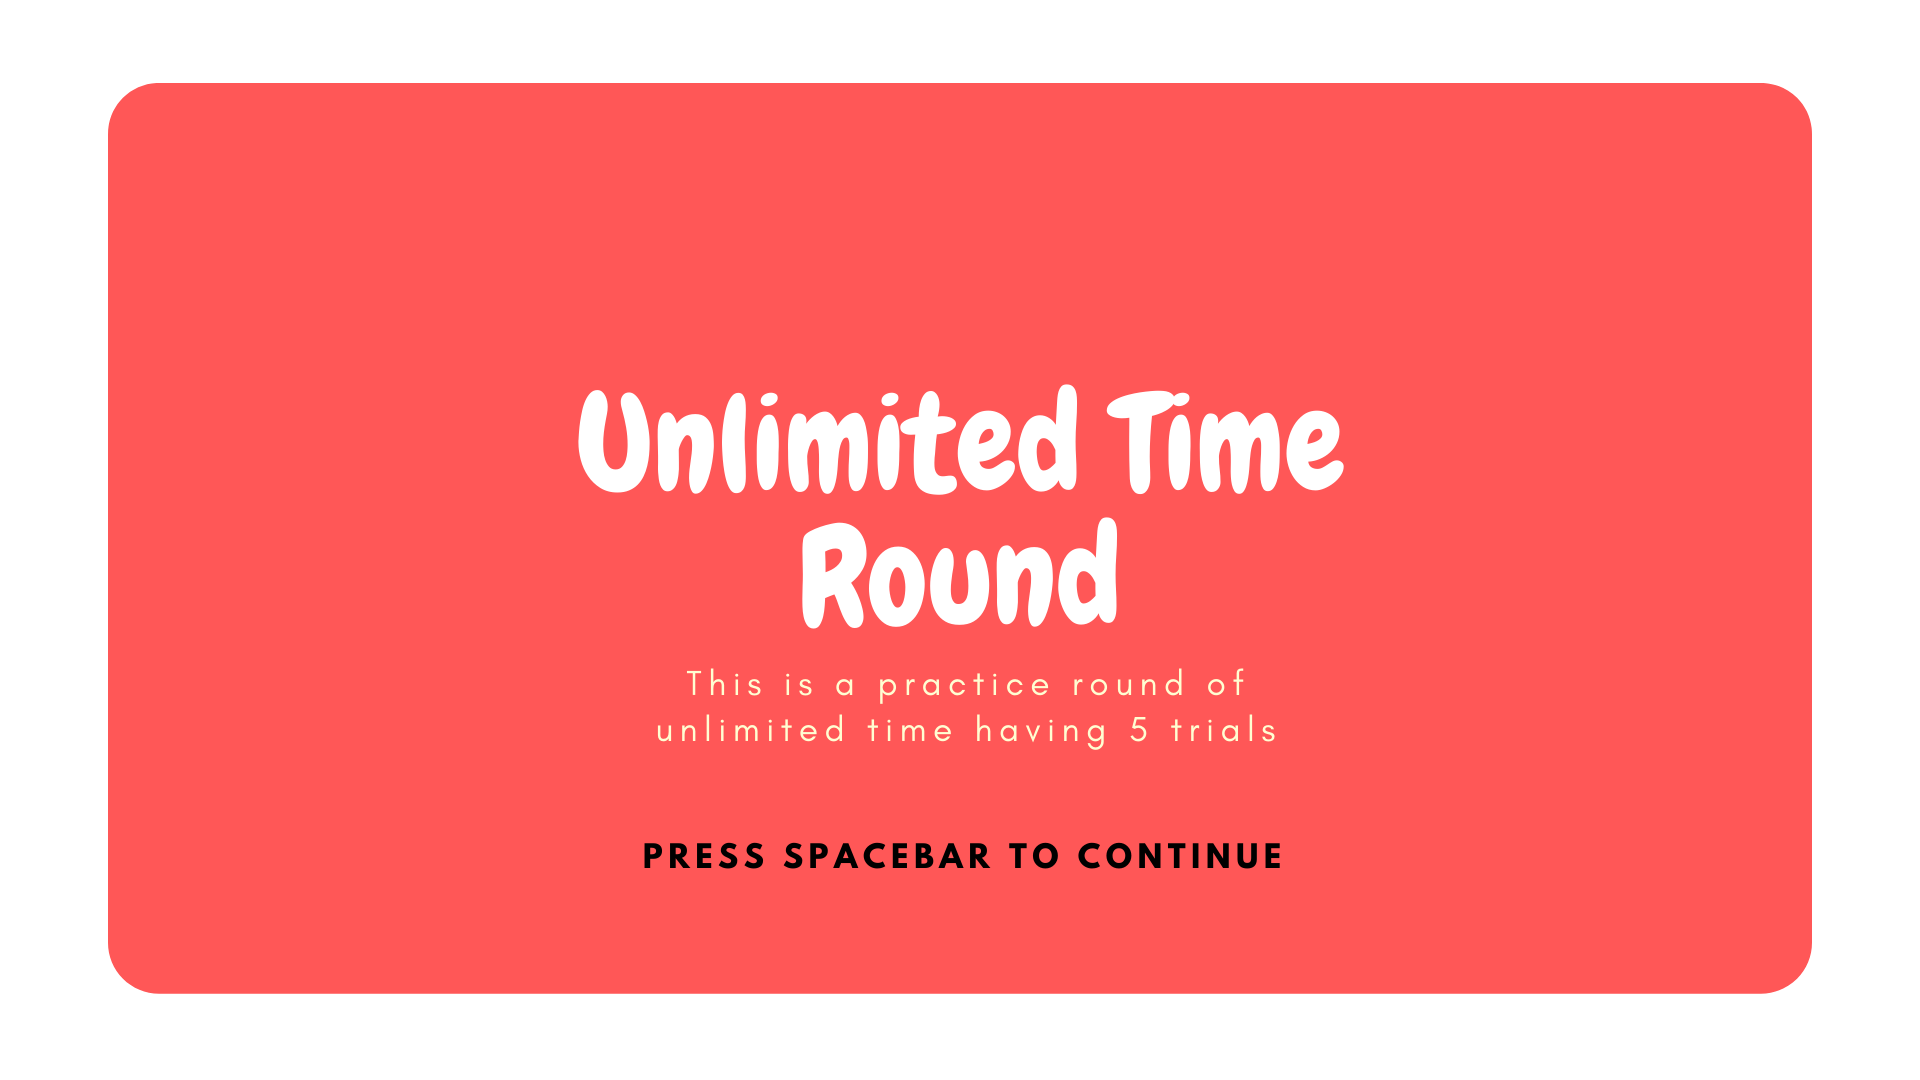 Unlimited Time
Round
This is a practice round of
unlimited time having 5 trials
PRESS SPACEBAR TO CONTINUE